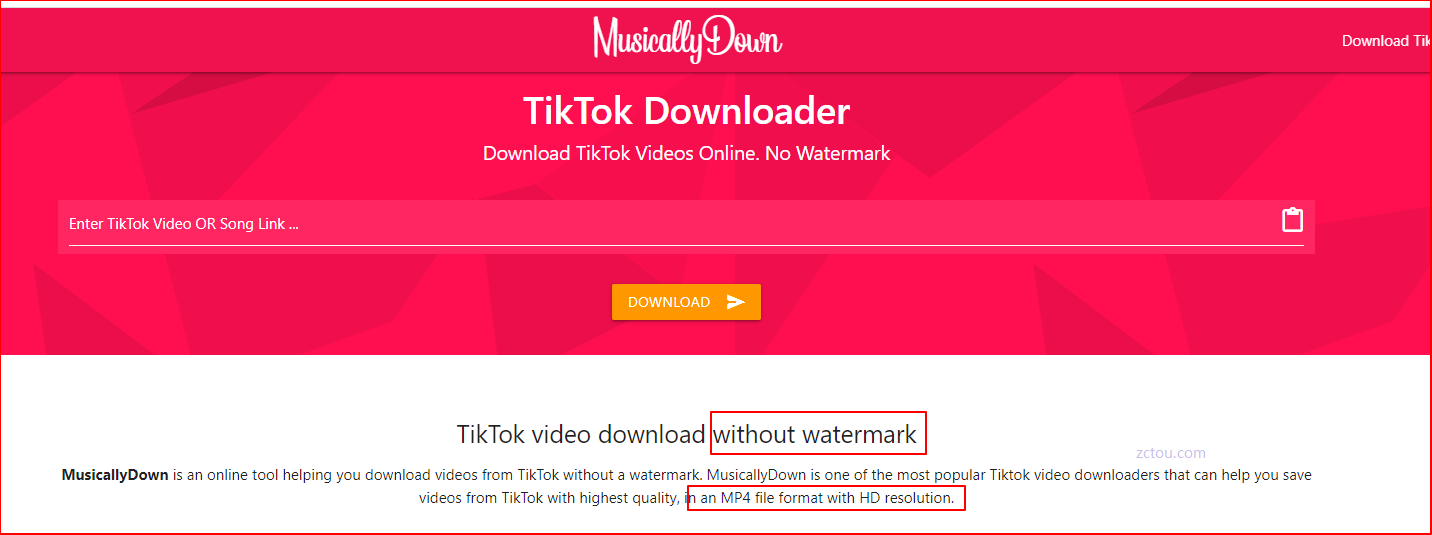 MusicallyDown
Download Tik
TikTok Downloader
Download TikTok Videos Online. No Watermark
Enter TikTok Video OR Song Link ...
DOWNLOAD
TikTok video download without watermark
zctou.com
MusicallyDown is an online tool helping you download videos from TikTok without a watermark. MusicallyDown is one of the most popular Tiktok video downloaders that can help you save
videos from TikTok with highest quality, in an MP4 file format with HD resolution.